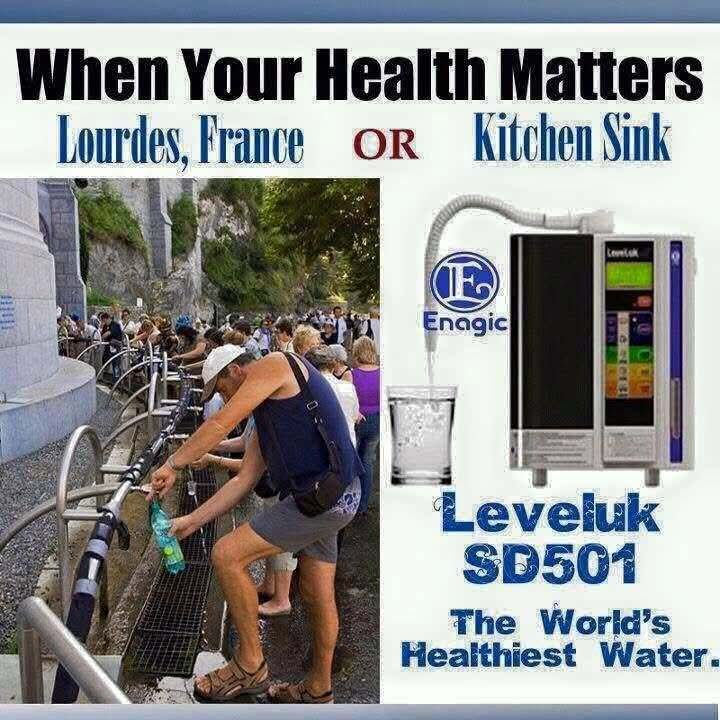 When Your Health Matters
Lourdes, France OR Kitchen Sink
E
Enagic
LeveLuk
Leveluk
SD501
The World's
Healthiest Water.